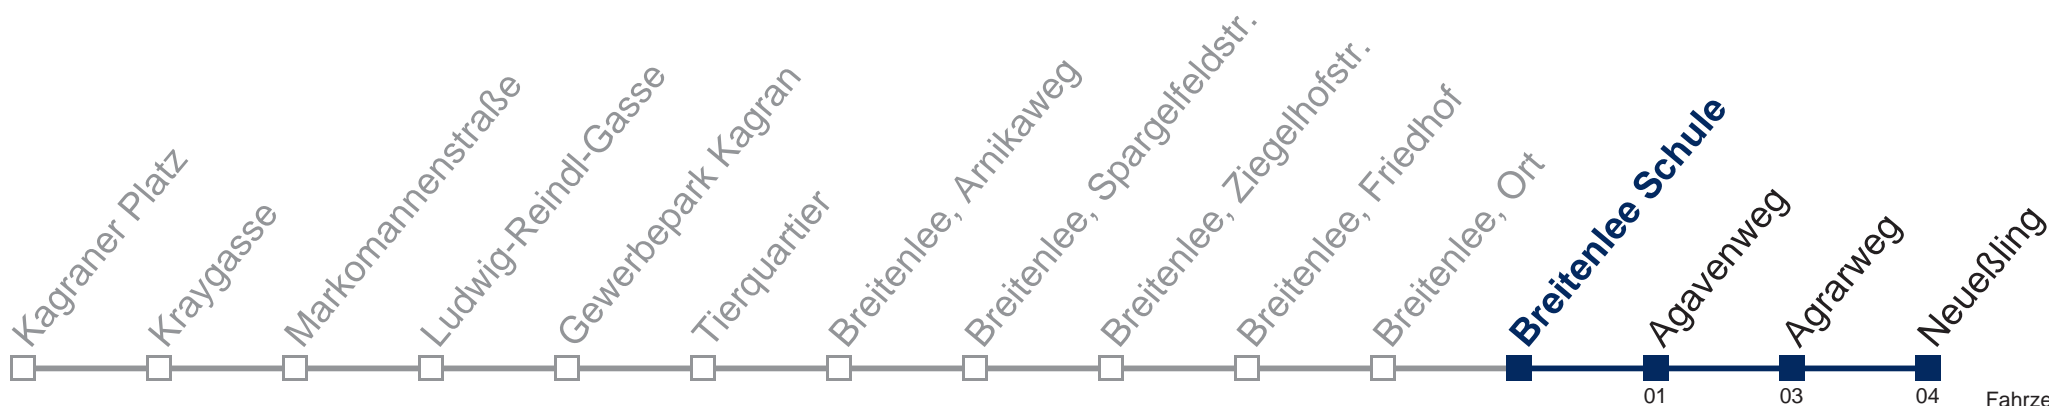 Kagraner Platz
Kraygasse
Markomannenstraße
Ludwig-Reindl-Gasse
Gewerbepark Kagran
Tierquartier
Breitenlee, Arnikaweg
Breitenlee, Spargelfeldstr.
Breitenlee, Ziegelhofstr.
Breitenlee, Friedhof
Breitenlee, Ort
Breitenlee Schule
Agavenweg
Agrarweg
Neueßling
01
03
04
Fahrze